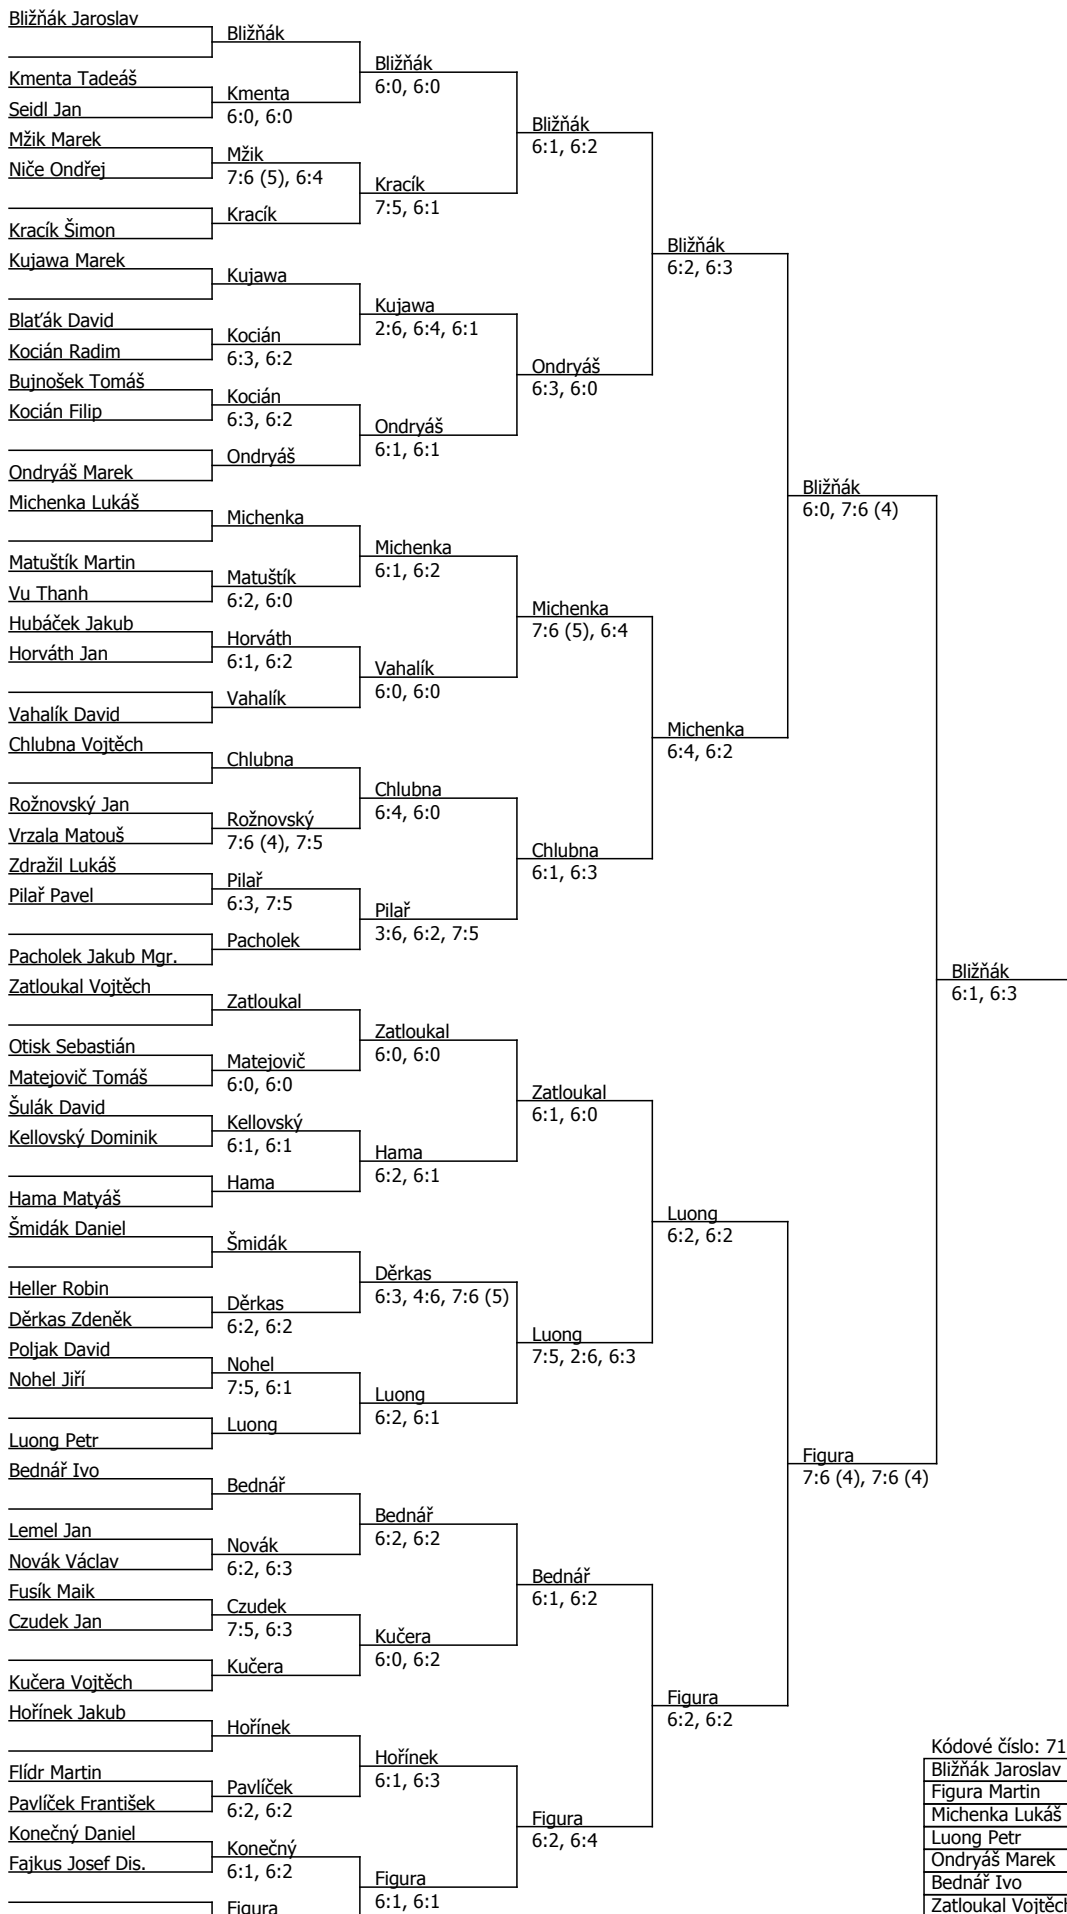 Bližňák Jaroslav
Kmenta Tadeáš
Seidl Jan
Mžik Marek
Niče Ondřej
Kracík Šimon
Kujawa Marek
Blaťák David
Kocián Radim
Bujnošek Tomáš
Kocián Filip
Ondryáš Marek
Michenka Lukáš
Matuštík Martin
Vu Thanh
Hubáček Jakub
Horváth Jan
Vahalík David
Chlubna Vojtěch
Rožnovský Jan
Vrzala Matouš
Zdražil Lukáš
Pilař Pavel
Pacholek Jakub Mgr.
Zatloukal Vojtěch
Otisk Sebastián
Matejovič Tomáš
Šulák David
Kellovský Dominik
Hama Matyáš
Šmidák Daniel
Heller Robin
Děrkas Zdeněk
Poljak David
Nohel Jiří
Luong Petr
Bednář Ivo
Lemel Jan
Novák Václav
Fusík Maik
Czudek Jan
Kučera Vojtěch
Hořínek Jakub
Flídr Martin
Pavlíček František
Konečný Daniel
Fajkus Josef Dis.
Bližňák
Kmenta
6:0, 6:0
Mžik
7:6 (5), 6:4
Kracík
Kujawa
Kocián
6:3, 6:2
Kocián
6:3, 6:2
Ondryáš
Michenka
Matuštík
6:2, 6:0
Horváth
6:1, 6:2
Vahalík
Chlubna
Rožnovský
7:6 (4), 7:5
Pilař
6:3, 7:5
Pacholek
Zatloukal
Matejovič
6:0, 6:0
Kellovský
6:1, 6:1
Hama
Šmidák
Děrkas
6:2, 6:2
Nohel
7:5, 6:1
Luong
Bednář
Novák
6:2, 6:3
Czudek
7:5, 6:3
Kučera
Hořínek
Pavlíček
6:2, 6:2
Konečný
6:1, 6:2
Figura
Bližňák
6:0, 6:0
Kracík
7:5, 6:1
Kujawa
2:6, 6:4, 6:1
Ondryáš
6:1, 6:1
Michenka
6:1, 6:2
Vahalík
6:0, 6:0
Chlubna
6:4, 6:0
Pilař
3:6, 6:2, 7:5
Zatloukal
6:0, 6:0
Hama
6:2, 6:1
Děrkas
6:3, 4:6, 7:6 (5)
Luong
6:2, 6:1
Bednář
6:2, 6:2
Kučera
6:0, 6:2
Hořínek
6:1, 6:3
Figura
6:1, 6:1
Bližňák
6:1, 6:2
Ondryáš
6:3, 6:0
Michenka
7:6 (5), 6:4
Chlubna
6:1, 6:3
Zatloukal
6:1, 6:0
Luong
7:5, 2:6, 6:3
Bednář
6:1, 6:2
Figura
6:2, 6:4
Bližňák
6:2, 6:3
Michenka
6:4, 6:2
Luong
6:2, 6:2
Figura
6:2, 6:2
Bližňák
6:0, 7:6 (4)
Figura
7:6 (4), 7:6 (4)
Bližňák
6:1, 6:3
Kódové číslo: 71
Bližňák Jaroslav
Figura Martin
Michenka Lukáš
Luong Petr
Ondryáš Marek
Bednář Ivo
Zatloukal Vojtěch